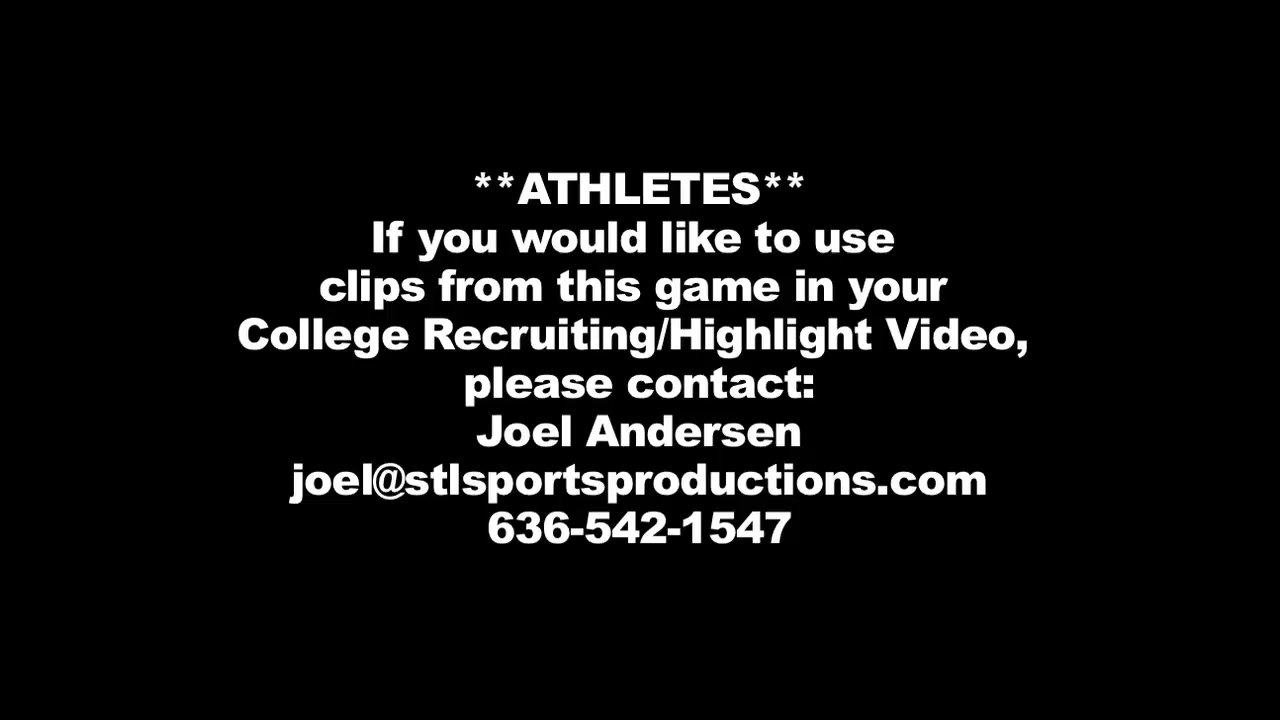 **ATHLETES**
If you would like to use
clips from this game in your
College Recruiting/Highlight Video,
please contact:
Joel Andersen
joel@stlsportsproductions.com
636-542-1547